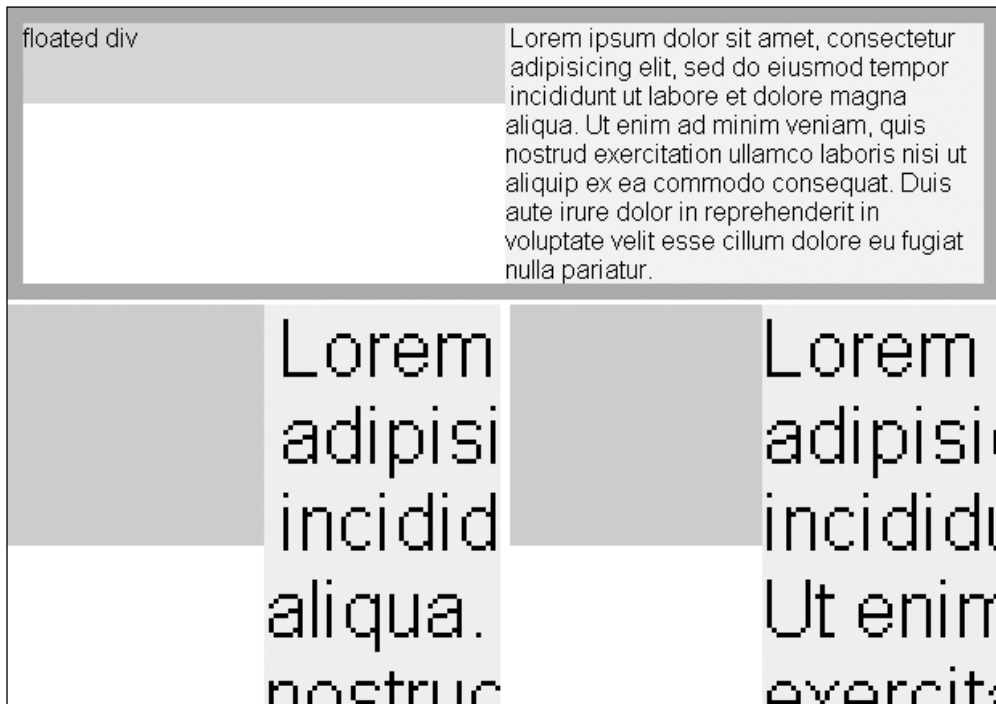 floated div
Lorem ipsum dolor sit amet, consectetur
adipisicing elit, sed do eiusmod tempor
incididunt ut labore et dolore magna
aliqua. Ut enim ad minim veniam, quis
nostrud exercitation ullamco laboris nisi ut
aliquip ex ea commodo consequat. Duis
aute irure dolor in reprehenderit in
voluptate velit esse cillum dolore eu fugiat
nulla pariatur.
Lorem
adipisi
incidid
aliqua.
nostruc
Lorem
adipisi
incidid
Ut enim
exercit